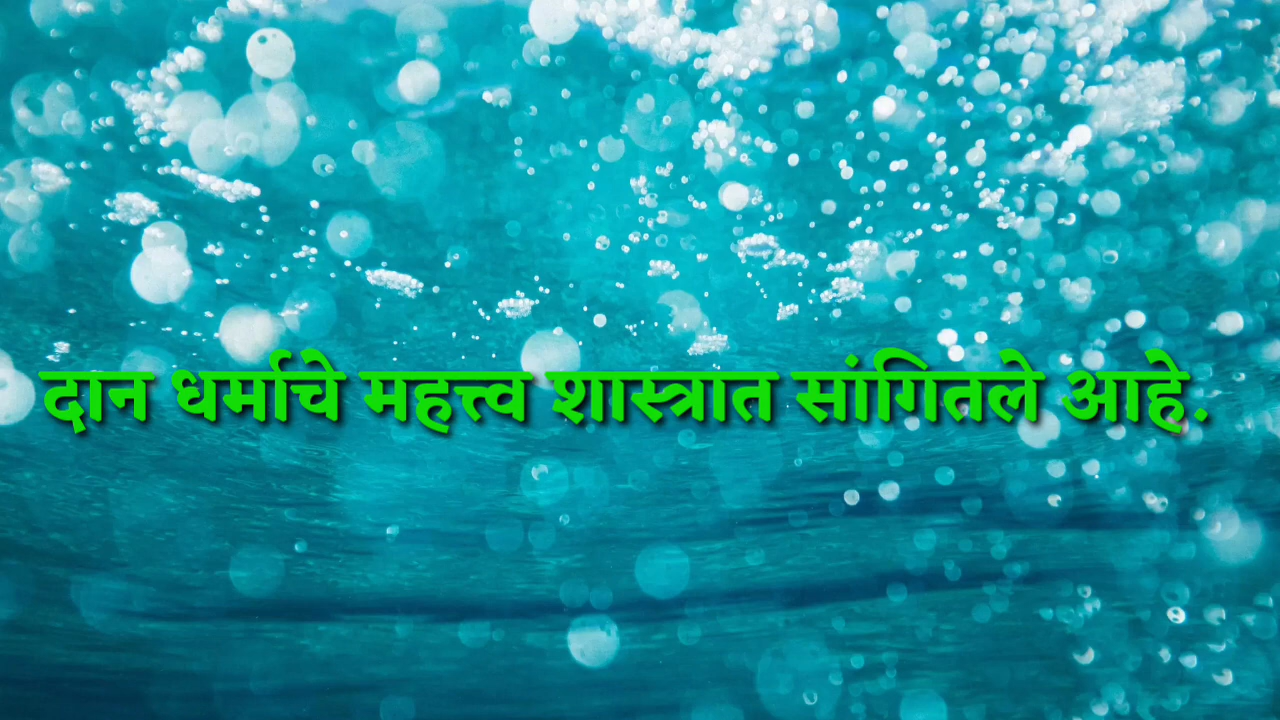 दान धर्माचे महत्त्व शास्त्रात सांगितले आहे.